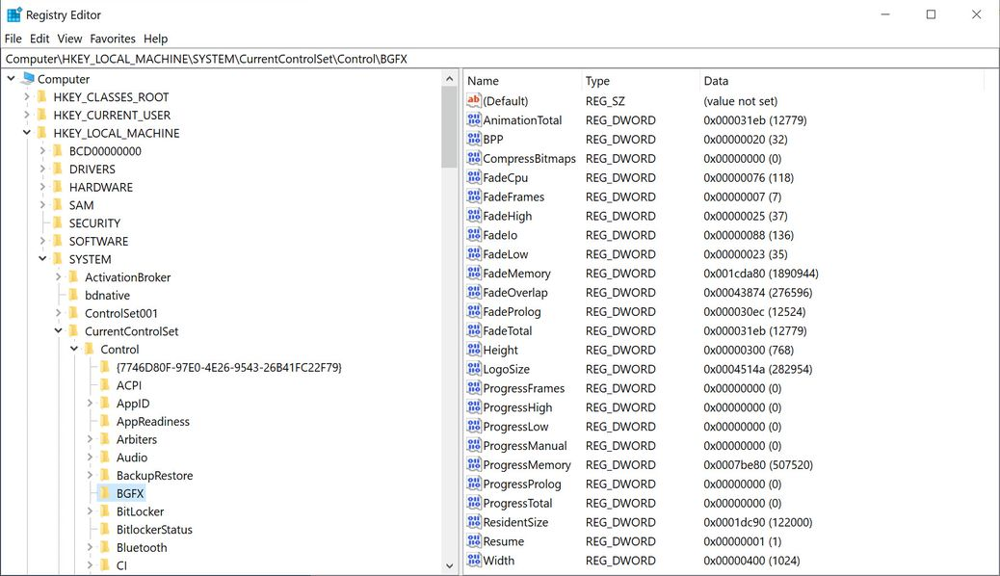 Registry Editor
File Edit View Favorites Help
Computer\HKEY_LOCAL_MACHINE\SYSTEM\CurrentControlSet\Control\BGFX
Computer
HKEY_CLASSES_ROOT
HKEY_CURRENT_USER
HKEY_LOCAL_MACHINE
BCD00000000
DRIVERS
HARDWARE
SAM
SECURITY
SOFTWARE
SYSTEM
ActivationBroker
bdnative
ControlSet001
CurrentControlSet
Control
{7746D80F-97E0-4E26-9543-26B41FC22F79}
ACPI
AppID
AppReadiness
Arbiters
Audio
BackupRestore
BGFX
BitLocker
BitlockerStatus
Bluetooth
CI
Name Type Data
(Default) REG_SZ (value not set)
AnimationTotal REG_DWORD 0x000031eb (12779)
BPP REG_DWORD 0x00000020 (32)
CompressBitmaps REG_DWORD 0x00000000 (0)
FadeCpu REG_DWORD 0x00000076 (118)
FadeFrames REG_DWORD 0x00000007 (7)
FadeHigh REG_DWORD 0x00000025 (37)
FadeIo REG_DWORD 0x00000088 (136)
FadeLow REG_DWORD 0x00000023 (35)
FadeMemory REG_DWORD 0x001cda80 (1890944)
FadeOverlap REG_DWORD 0x00043874 (276596)
FadeProlog REG_DWORD 0x000030ec (12524)
FadeTotal REG_DWORD 0x000031eb (12779)
Height REG_DWORD 0x00000300 (768)
LogoSize REG_DWORD 0x0004514a (282954)
ProgressFrames REG_DWORD 0x00000000 (0)
ProgressHigh REG_DWORD 0x00000000 (0)
ProgressLow REG_DWORD 0x00000000 (0)
ProgressManual REG_DWORD 0x00000000 (0)
ProgressMemory REG_DWORD 0x0007be80 (507520)
ProgressProlog REG_DWORD 0x00000000 (0)
ProgressTotal REG_DWORD 0x00000000 (0)
ResidentSize REG_DWORD 0x0001dc90 (122000)
Resume REG_DWORD 0x00000001 (1)
Width REG_DWORD 0x00000400 (1024)